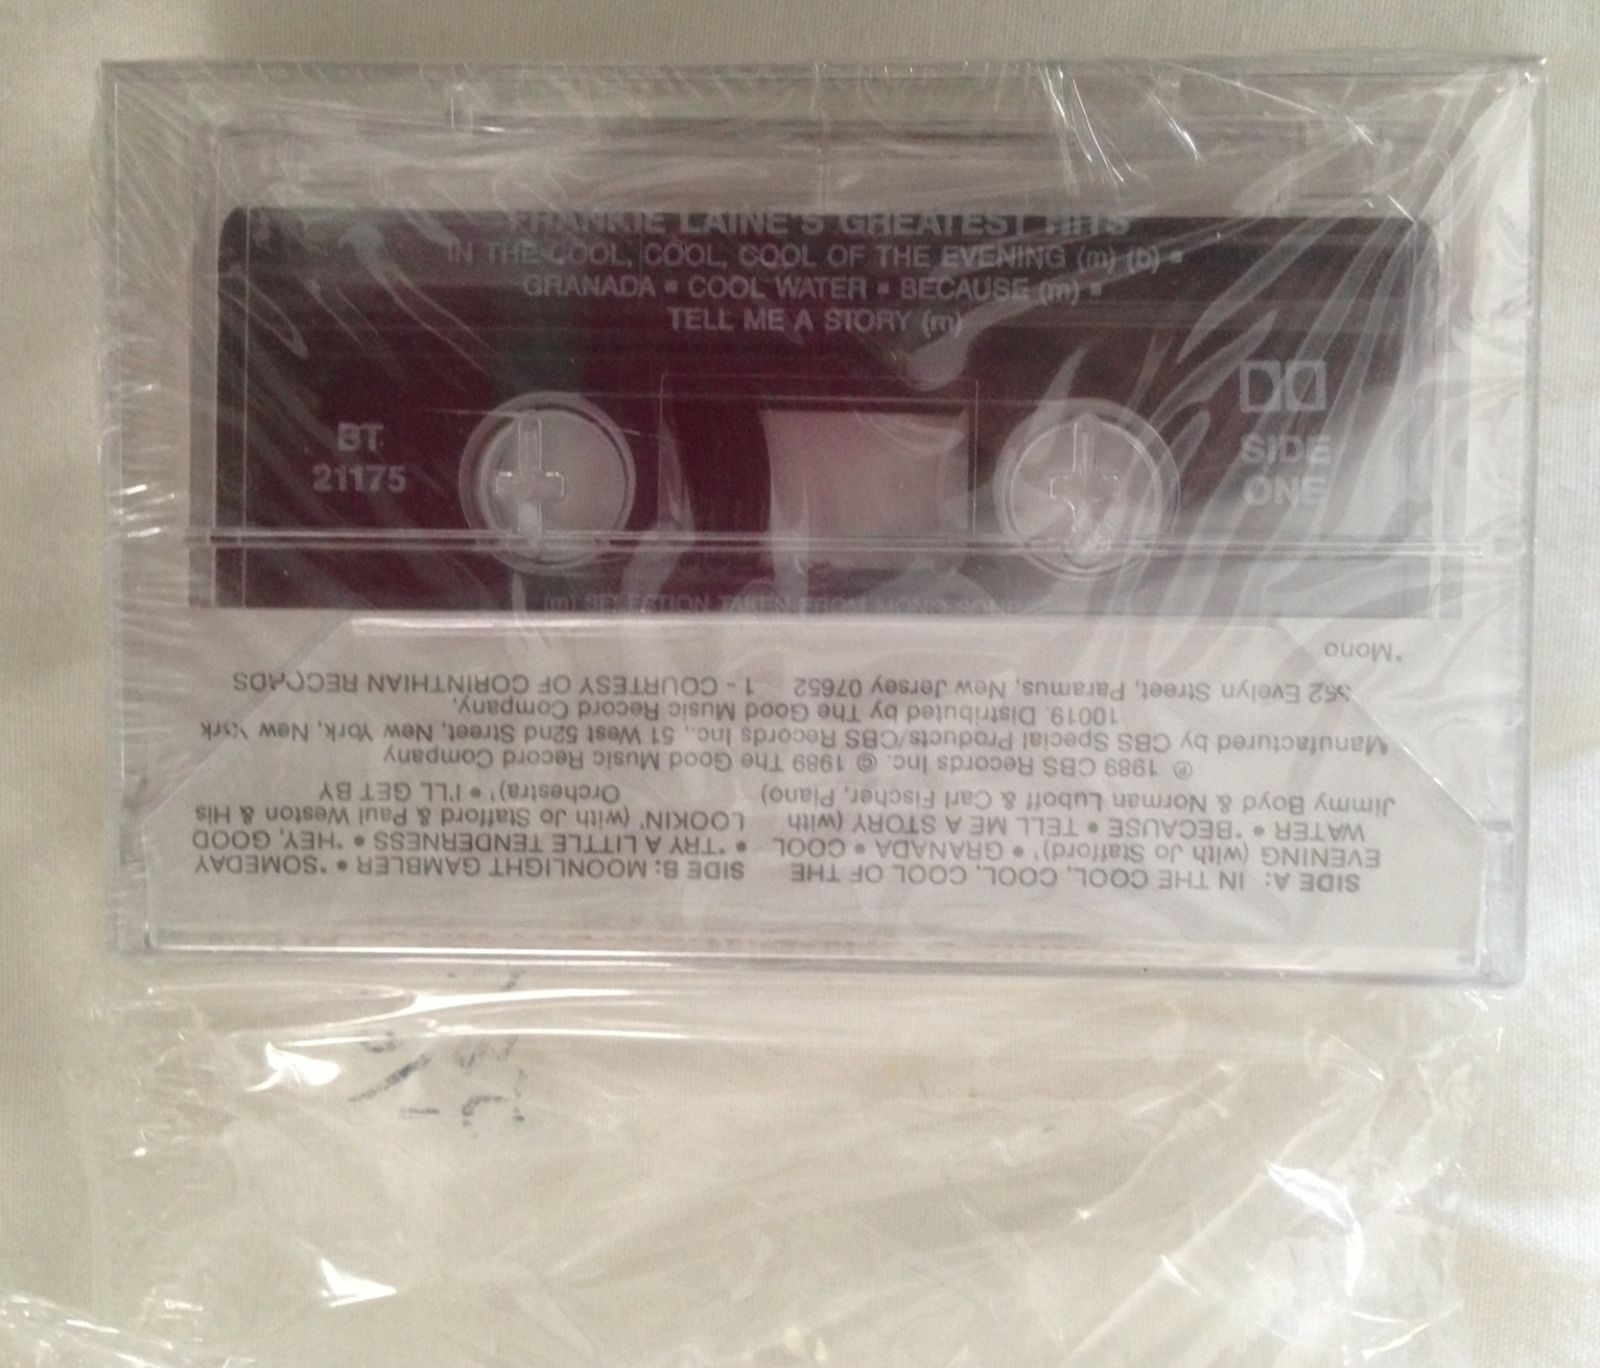 FRANKIE LAINE'S GREATEST HITS
IN THE COOL, COOL, COOL OF THE EVENING (m) (b) ▪
GRANADA ▪ COOL WATER ▪ BECAUSE (m) ▪
TELL ME A STORY (m)
BT
21175
SIDE
ONE
(m) SELECTION TAKEN FROM MONO
SIDE A: IN THE COOL, COOL, COOL OF THE
EVENING (with Jo Stafford)¹ • GRANADA • COOL
WATER • *BECAUSE • TELL ME A STORY (with
Jimmy Boyd & Norman Luboff & Carl Fischer, Piano)
SIDE B: MOONLIGHT GAMBLER • *SOMEDAY
• *TRY A LITTLE TENDERNESS • *HEY, GOOD
LOOKIN' (with Jo Stafford & Paul Weston & His
Orchestra)¹ • I'LL GET BY
℗ 1989 CBS Records Inc. © 1989 The Good Music Record Company
Manufactured by CBS Special Products/CBS Records Inc., 51 West 52nd Street, New York, New York
10019. Distributed by The Good Music Record Company,
352 Evelyn Street, Paramus, New Jersey 07652 1 - COURTESY OF CORINTHIAN RECORDS
*Mono